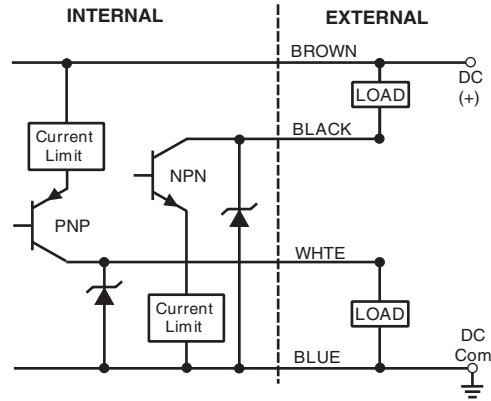 INTERNAL
EXTERNAL
BROWN
DC
(+)
LOAD
BLACK
Current
Limit
NPN
PNP
WHTE
Current
Limit
LOAD
DC
Com
BLUE